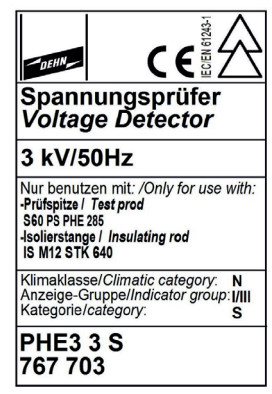 DEHN
CE
IEC/EN 61243-1
Spannungsprüfer
Voltage Detector
3 kV/50Hz
Nur benutzen mit: /Only for use with:
-Prüfspitze / Test prod
S60 PS PHE 285
-Isolierstange / Insulating rod
IS M12 STK 640
Klimaklasse/Climatic category: N
Anzeige-Gruppe/Indicator group: I/III
Kategorie/category: S
PHE3 3 S
767 703